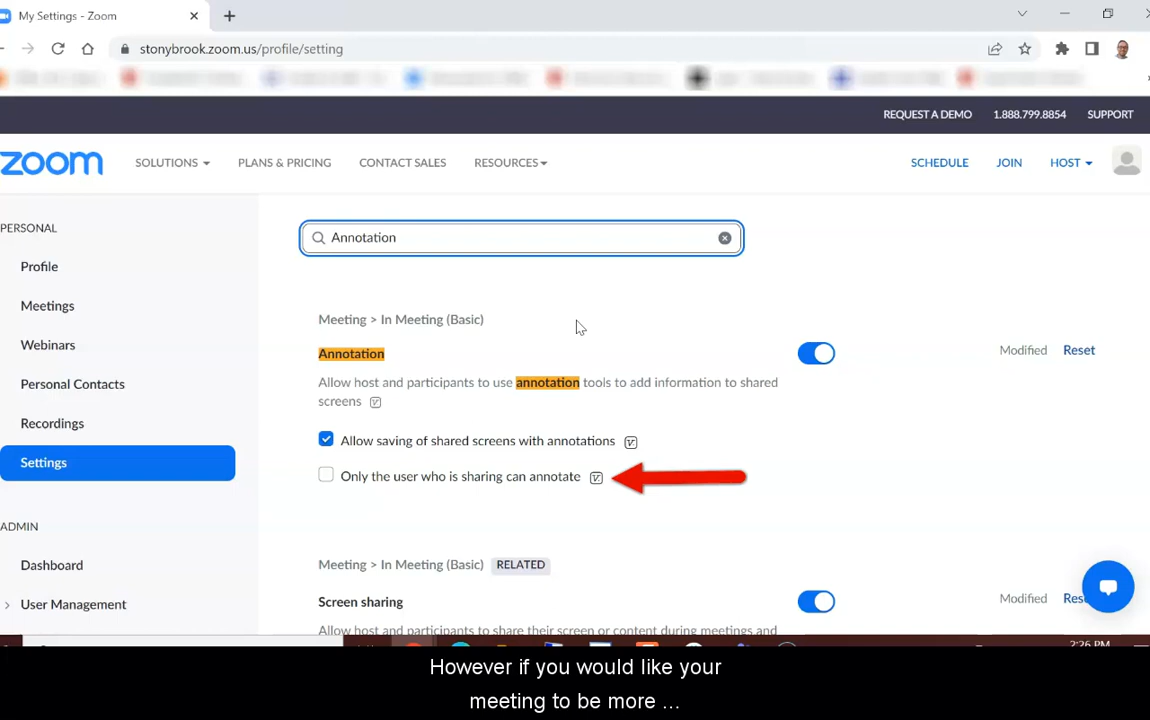 My Settings - Zoom
stonybrook.zoom.us/profile/setting
REQUEST A DEMO 1.888.799.8854 SUPPORT
zoom SOLUTIONS PLANS & PRICING CONTACT SALES RESOURCES SCHEDULE JOIN HOST
PERSONAL
Annotation
Profile
Meetings
Meeting > In Meeting (Basic)
Webinars
Annotation Modified Reset
Personal Contacts
Allow host and participants to use annotation tools to add information to shared
screens
Recordings
Allow saving of shared screens with annotations
Settings
Only the user who is sharing can annotate
ADMIN
Dashboard
Meeting > In Meeting (Basic) RELATED
User Management
Screen sharing Modified
Allow host and participants to share their screen or content during meetings and
2:26 PM
However if you would like your
meeting to be more ...